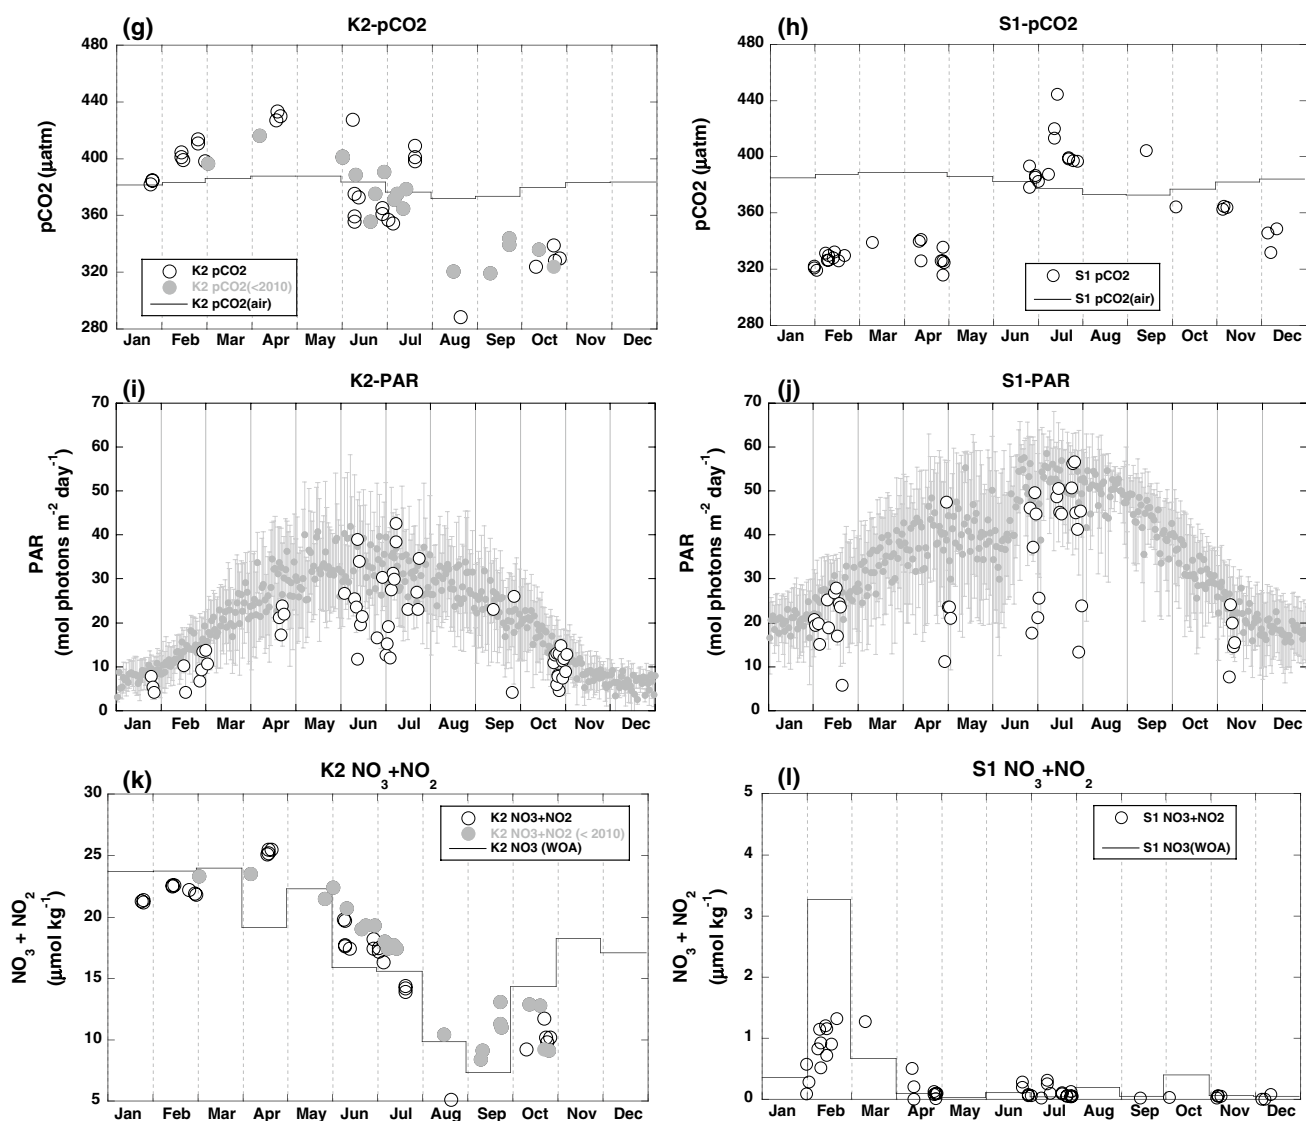 (g) K2-pCO2
480
440
400
360
320
280
pCO2 (μatm)
K2 pCO2
K2 pCO2(<2010)
K2 pCO2(air)
Jan Feb Mar Apr May Jun Jul Aug Sep Oct Nov Dec
(h) S1-pCO2
480
440
400
360
320
280
pCO2 (μatm)
S1 pCO2
S1 pCO2(air)
Jan Feb Mar Apr May Jun Jul Aug Sep Oct Nov Dec
(i) K2-PAR
70
60
50
40
30
20
10
0
PAR
(mol photons m⁻² day⁻¹)
Jan Feb Mar Apr May Jun Jul Aug Sep Oct Nov Dec
(j) S1-PAR
70
60
50
40
30
20
10
0
PAR
(mol photons m⁻² day⁻¹)
Jan Feb Mar Apr May Jun Jul Aug Sep Oct Nov Dec
(k) K2 NO₃+NO₂
30
25
20
15
10
5
NO₃ + NO₂
(μmol kg⁻¹)
K2 NO3+NO2
K2 NO3+NO2 (< 2010)
K2 NO3 (WOA)
Jan Feb Mar Apr May Jun Jul Aug Sep Oct Nov Dec
(l) S1 NO₃+NO₂
5
4
3
2
1
0
NO₃ + NO₂
(μmol kg⁻¹)
S1 NO3+NO2
S1 NO3(WOA)
Jan Feb Mar Apr May Jun Jul Aug Sep Oct Nov Dec